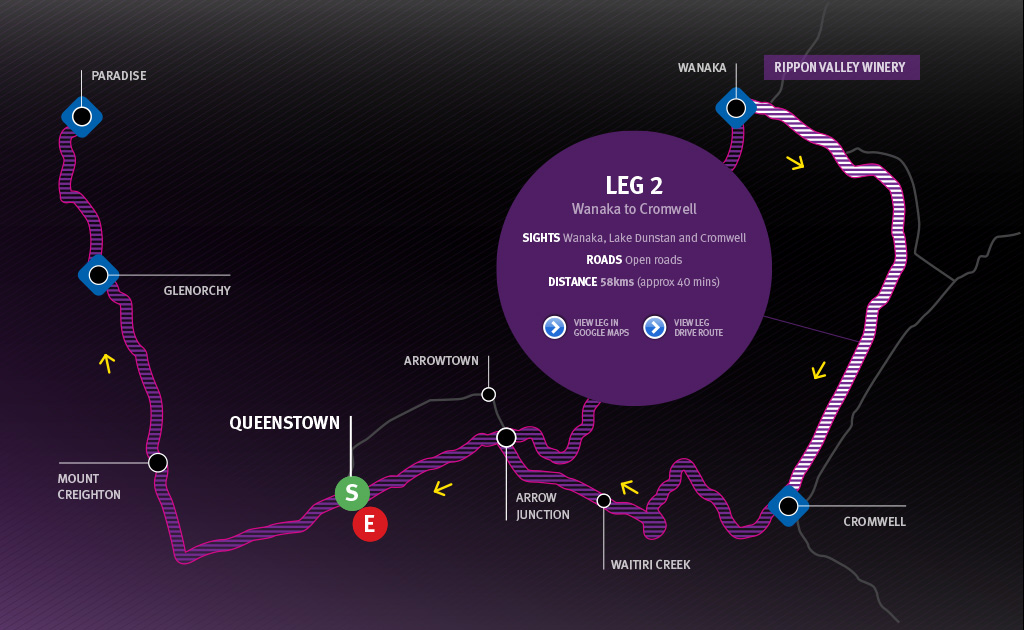 PARADISE
WANAKA
RIPPON VALLEY WINERY
LEG 2
Wanaka to Cromwell
SIGHTS Wanaka, Lake Dunstan and Cromwell
ROADS Open roads
DISTANCE 58kms (approx 40 mins)
VIEW LEG IN
GOOGLE MAPS
VIEW LEG
DRIVE ROUTE
GLENORCHY
ARROWTOWN
QUEENSTOWN
MOUNT
CREIGHTON
S
E
ARROW
JUNCTION
CROMWELL
WAITIRI CREEK